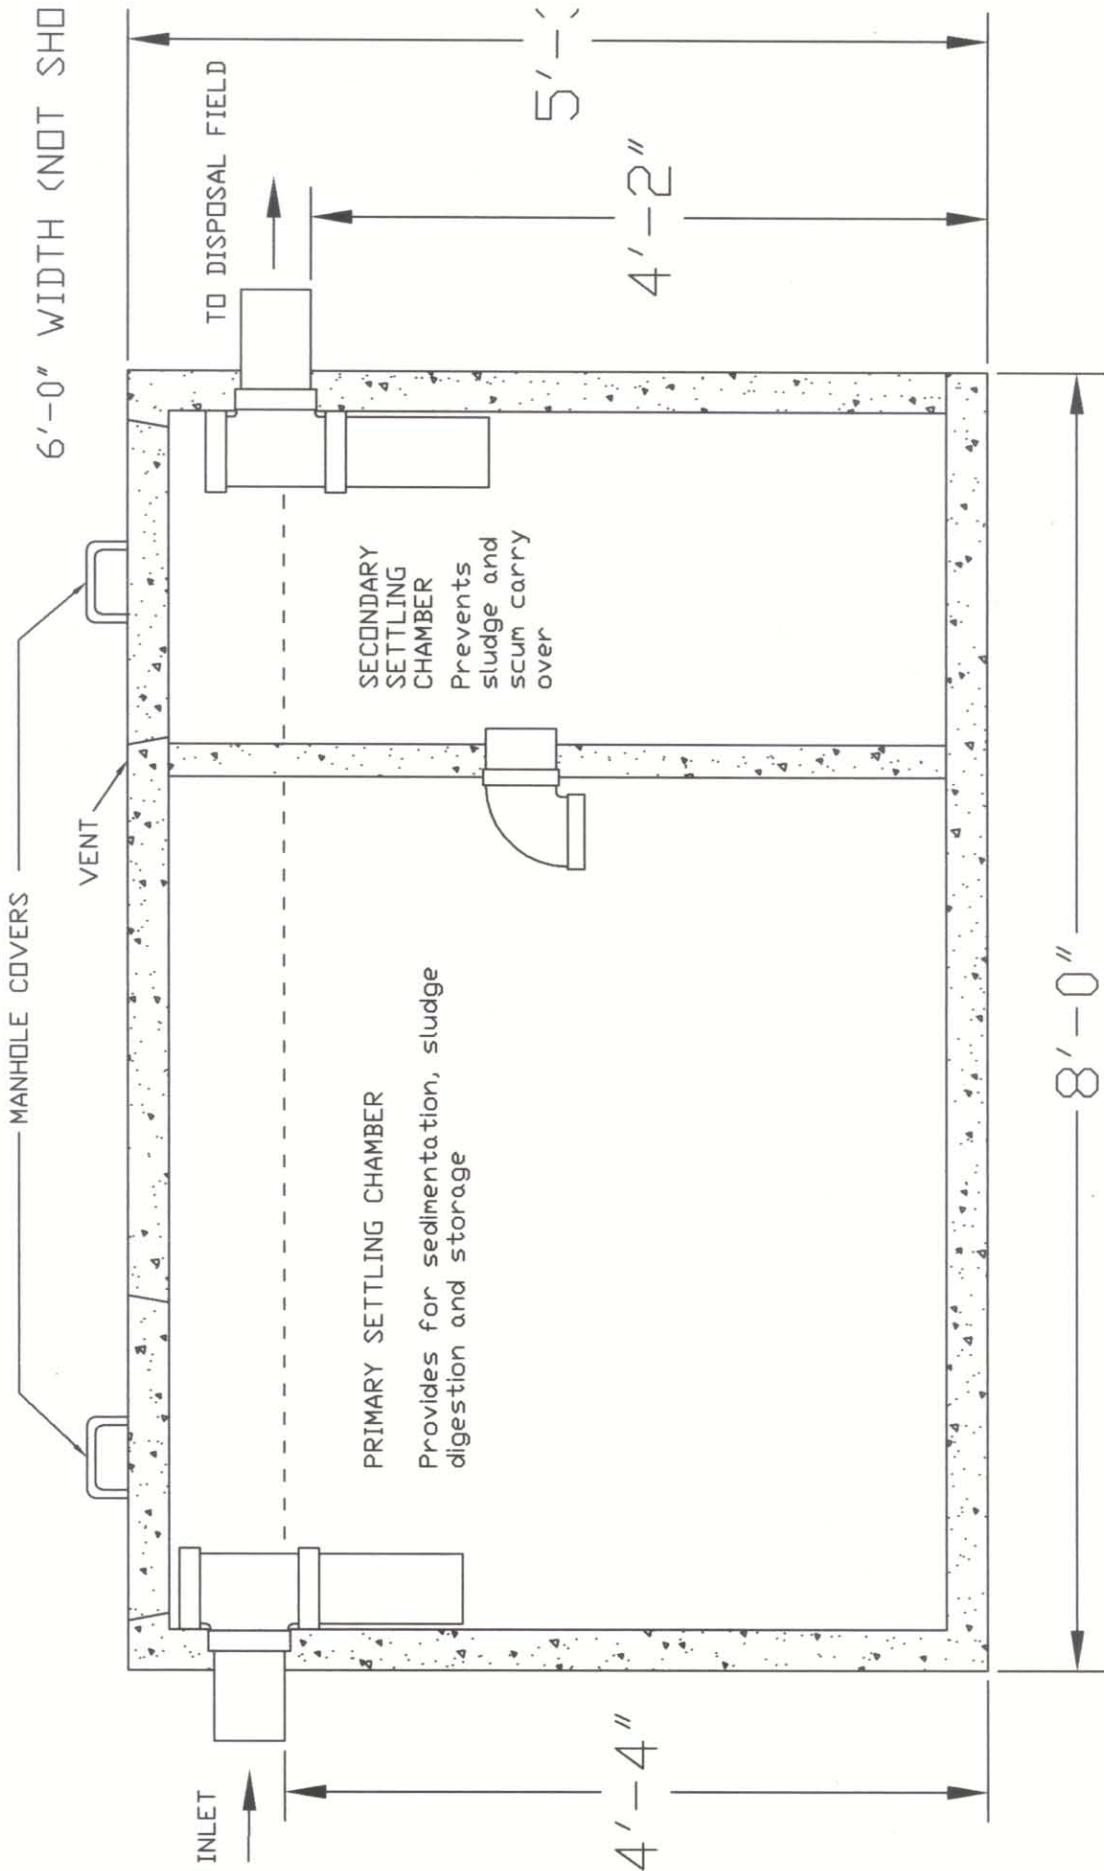 6'-0" WIDTH (NOT
MANHOLE COVERS
VENT
INLET
TO DISPOSAL FIELD
PRIMARY SETTLING CHAMBER
Provides for sedimentation, sludge
digestion and storage
SECONDARY
SETTLING
CHAMBER
Prevents
sludge and
scum carry
over
4'-4"
4'-2"
8'-0"